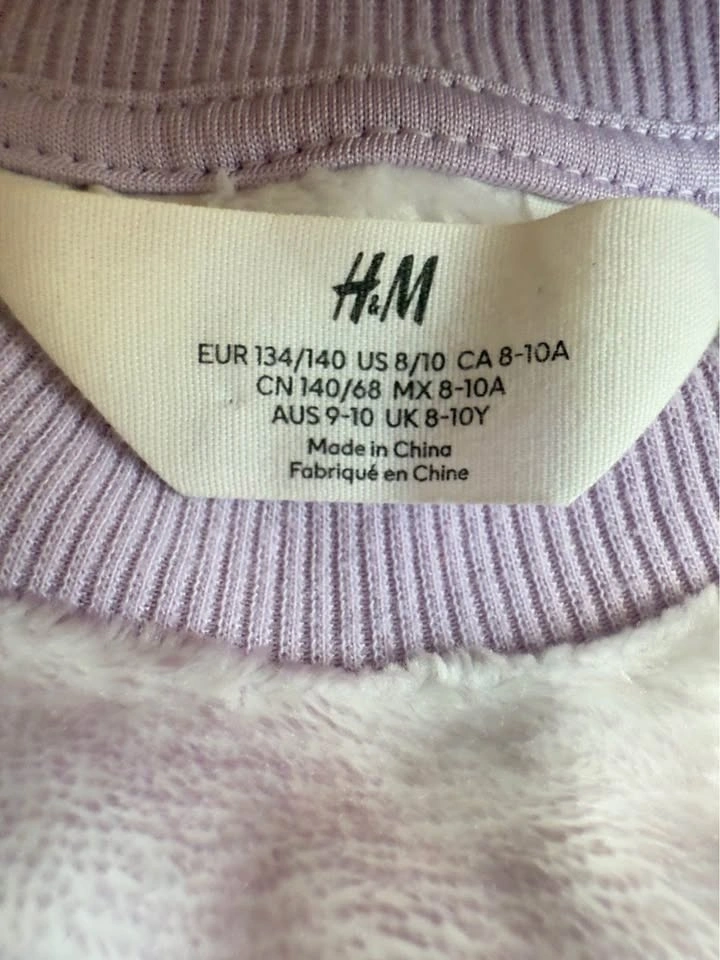 H&M
EUR 134/140 US 8/10 CA 8-10A
CN 140/68 MX 8-10A
AUS 9-10 UK 8-10Y
Made in China
Fabriqué en Chine